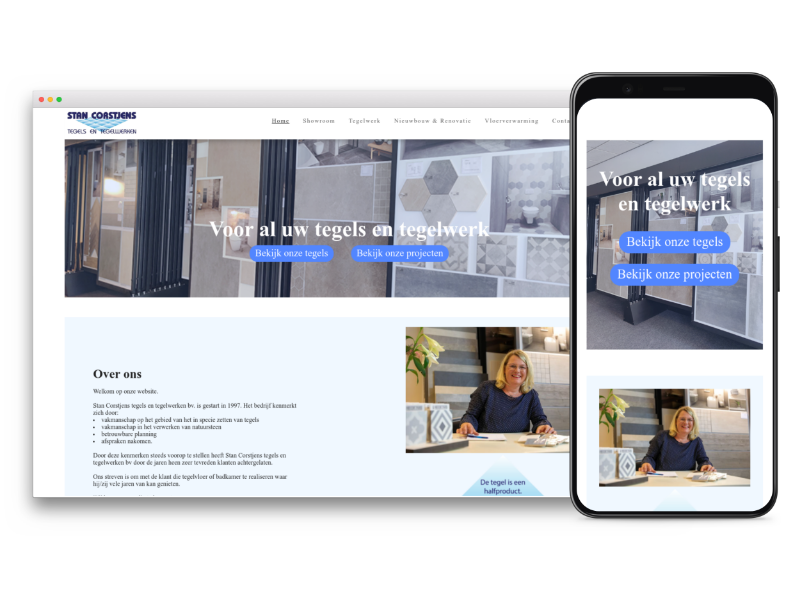 STAN CORSTJENS
TEGELS EN TEGELWERKEN
Home Showroom Tegelwerk Nieuwbouw & Renovatie Vloerverwarming Conta
Voor al uw tegels en tegelwerk
Bekijk onze tegels Bekijk onze projecten
Over ons
Welkom op onze website.
Stan Corstjens tegels en tegelwerken bv. is gestart in 1997. Het bedrijf kenmerkt
zich door:
• vakmanschap op het gebied van het in specie zetten van tegels
• vakmanschap in het verwerken van natuursteen
• betrouwbare planning
• afspraken nakomen.
Door deze kenmerken steeds voorop te stellen heeft Stan Corstjens tegels en
tegelwerken bv door de jaren heen zeer tevreden klanten achtergelaten.
Ons streven is om met de klant die tegelvloer of badkamer te realiseren waar
hij/zij vele jaren van kan genieten.
De tegel is een
halfproduct.
Voor al uw tegels
en tegelwerk
Bekijk onze tegels
Bekijk onze projecten